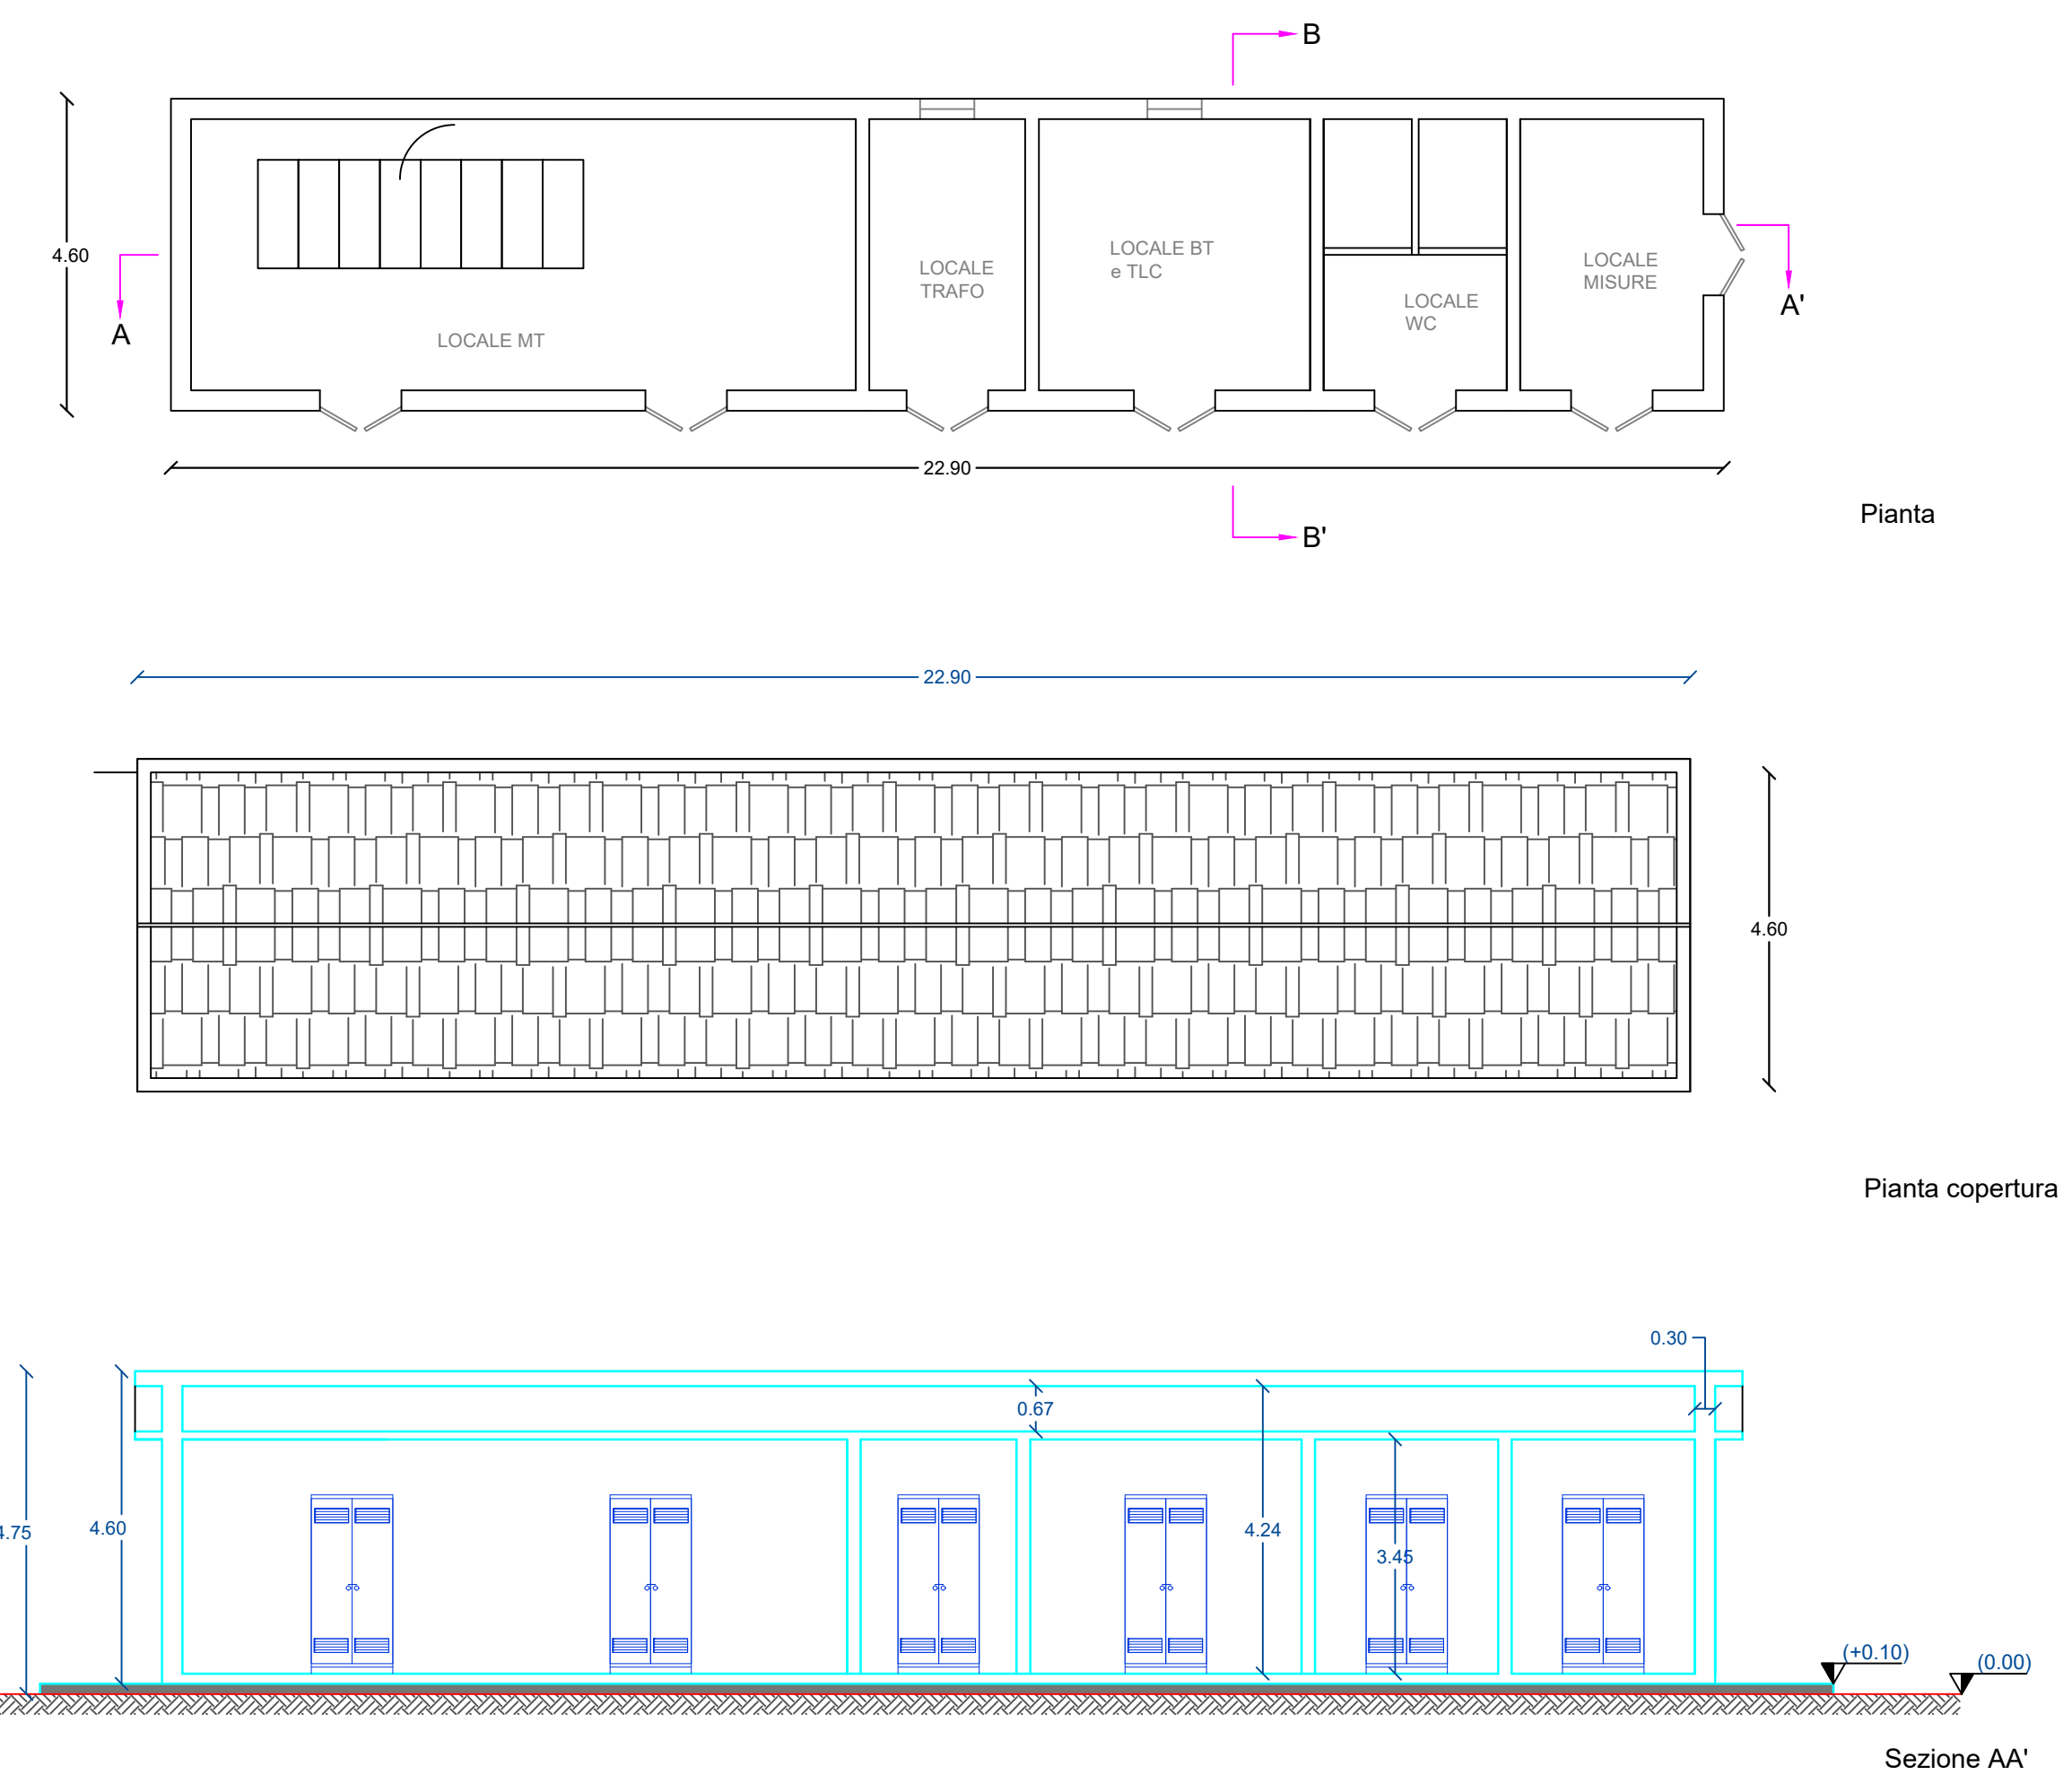 B
4.60
A
LOCALE MT
LOCALE
TRAFO
LOCALE BT
e TLC
LOCALE
WC
LOCALE
MISURE
A'
22.90
B'
Pianta
22.90
4.60
Pianta copertura
0.30
0.67
4.75
4.60
4.24
3.45
(+0.10)
(0.00)
Sezione AA'